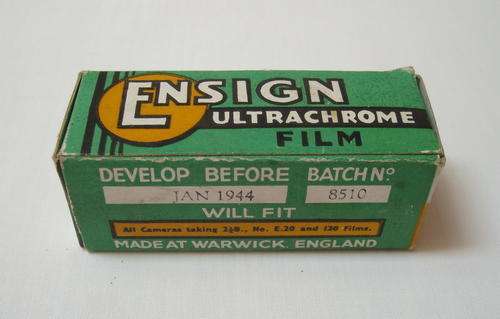 ENSIGN
ULTRACHROME
FILM
DEVELOP BEFORE BATCH No
JAN 1944 8510
WILL FIT
All Cameras taking 2¼B., No. E.20 and 120 Films.
MADE AT WARWICK ENGLAND